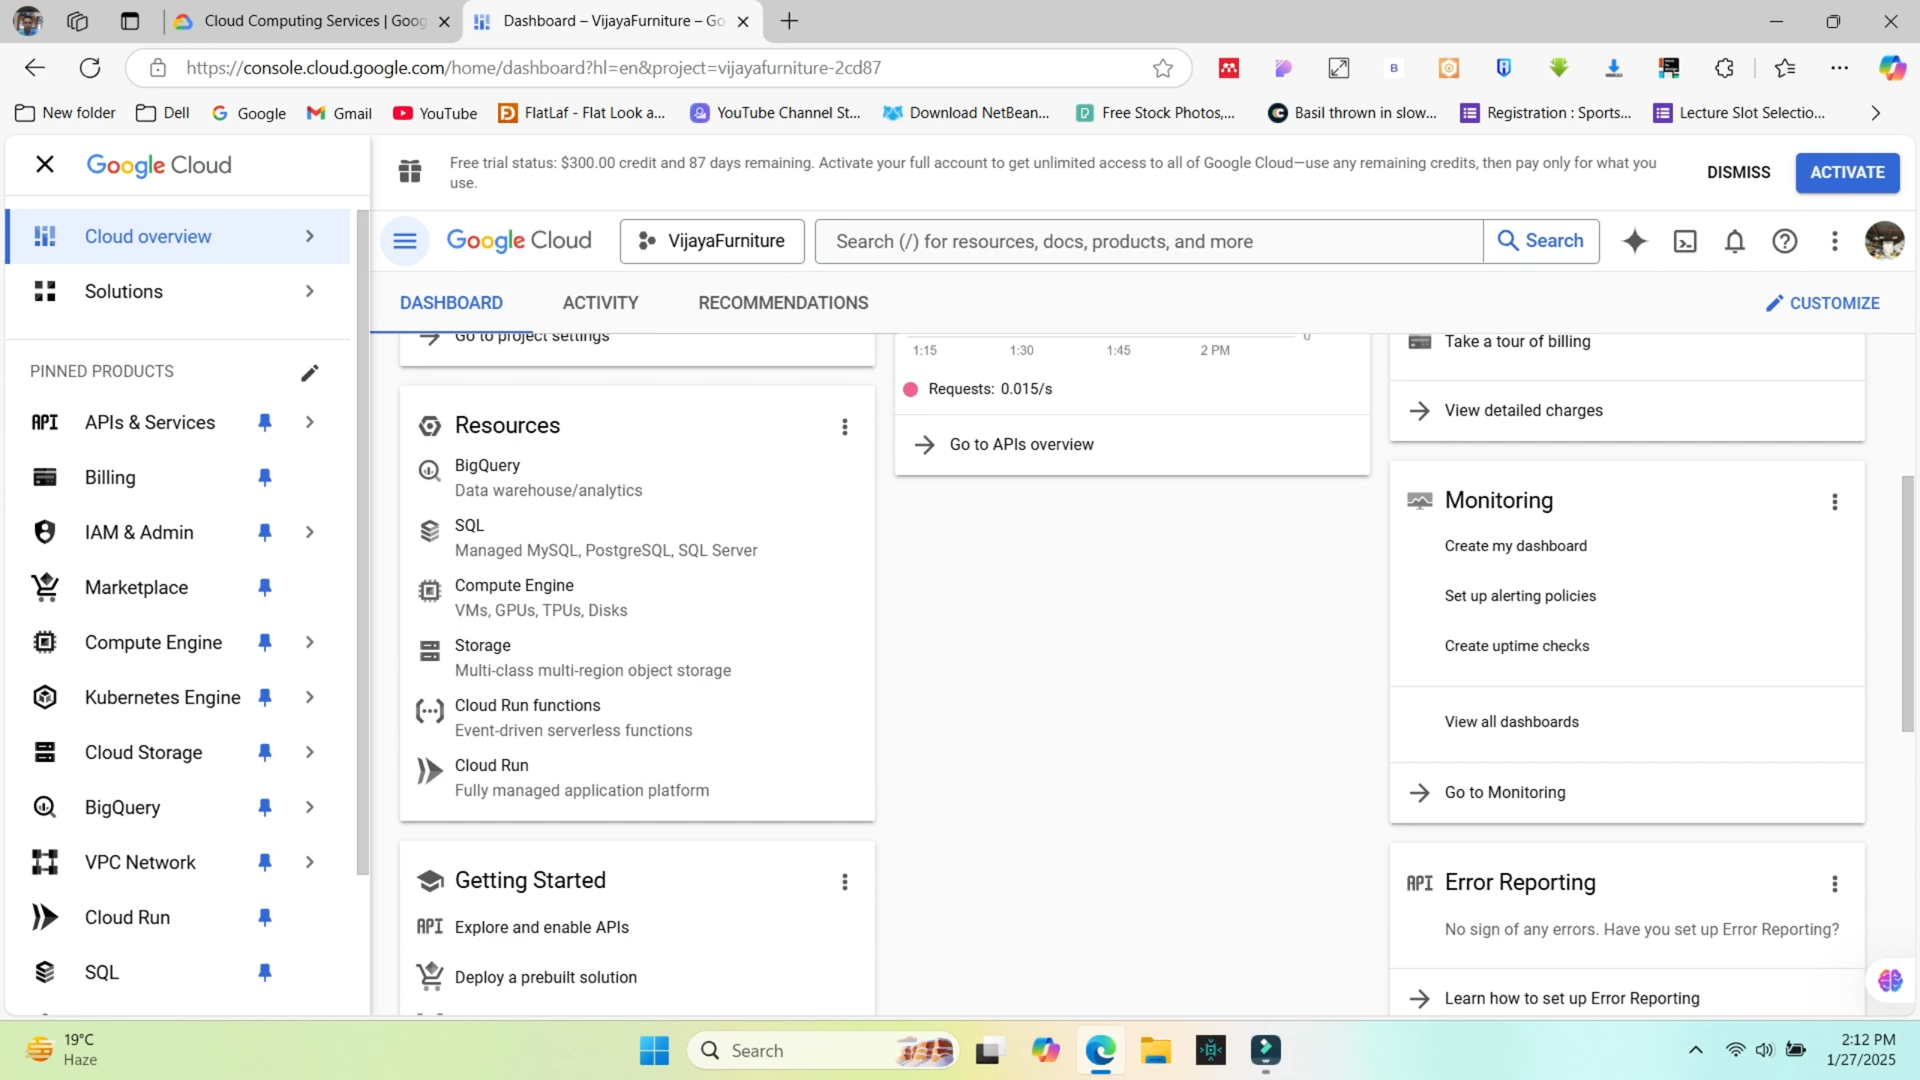 Cloud Computing Services | Goog
Dashboard – VijayaFurniture – Go
https://console.cloud.google.com/home/dashboard?hl=en&project=vijayafurniture-2cd87
New folder
Dell
Google
Gmail
YouTube
FlatLaf - Flat Look a...
YouTube Channel St...
Download NetBean...
Free Stock Photos,...
Basil thrown in slow...
Registration : Sports...
Lecture Slot Selectio...
Google Cloud
Free trial status: $300.00 credit and 87 days remaining. Activate your full account to get unlimited access to all of Google Cloud—use any remaining credits, then pay only for what you
use.
DISMISS
ACTIVATE
Cloud overview
Solutions
PINNED PRODUCTS
API APIs & Services
Billing
IAM & Admin
Marketplace
Compute Engine
Kubernetes Engine
Cloud Storage
BigQuery
VPC Network
Cloud Run
SQL
Google Cloud
VijayaFurniture
Search (/) for resources, docs, products, and more
Search
DASHBOARD
ACTIVITY
RECOMMENDATIONS
CUSTOMIZE
Go to project settings
Resources
BigQuery
Data warehouse/analytics
SQL
Managed MySQL, PostgreSQL, SQL Server
Compute Engine
VMs, GPUs, TPUs, Disks
Storage
Multi-class multi-region object storage
Cloud Run functions
Event-driven serverless functions
Cloud Run
Fully managed application platform
Getting Started
API Explore and enable APIs
Deploy a prebuilt solution
0
1:15 1:30 1:45 2 PM
Requests: 0.015/s
Go to APIs overview
Take a tour of billing
View detailed charges
Monitoring
Create my dashboard
Set up alerting policies
Create uptime checks
View all dashboards
Go to Monitoring
API Error Reporting
No sign of any errors. Have you set up Error Reporting?
Learn how to set up Error Reporting
19°C
Haze
Search
2:12 PM
1/27/2025